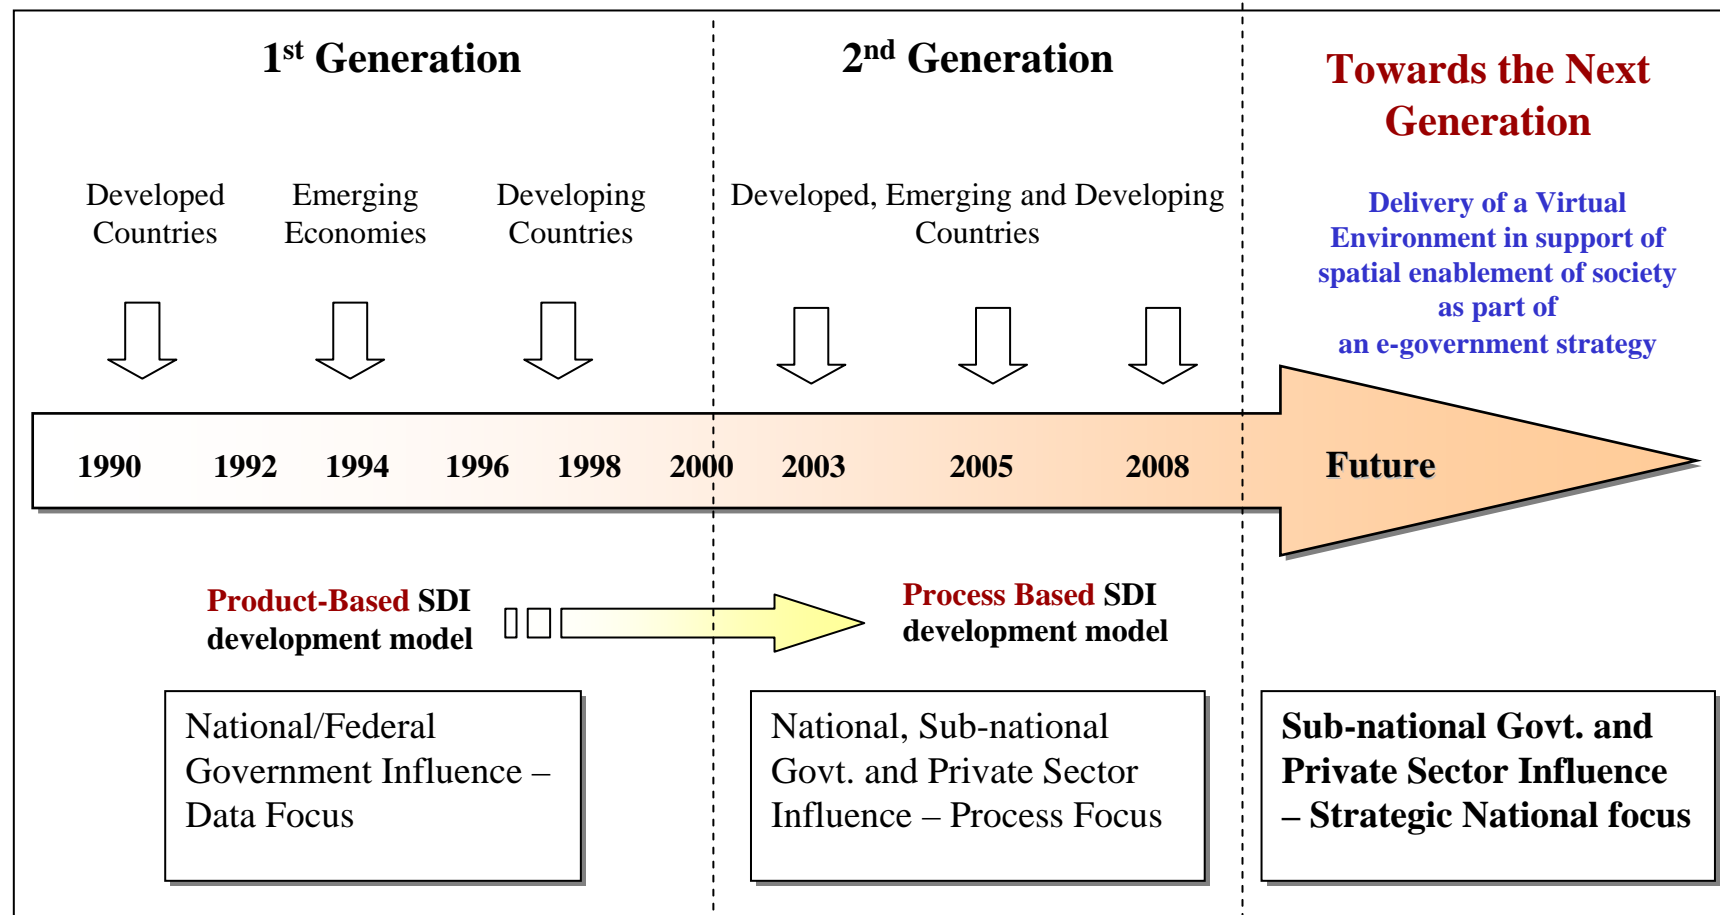 1st Generation
2nd Generation
Towards the Next
Generation
Developed
Countries
Emerging
Economies
Developing
Countries
Developed, Emerging and Developing
Countries
Delivery of a Virtual
Environment in support of
spatial enablement of society
as part of
an e-government strategy
1990 1992 1994 1996 1998 2000 2003 2005 2008 Future
Product-Based SDI
development model
Process Based SDI
development model
National/Federal
Government Influence –
Data Focus
National, Sub-national
Govt. and Private Sector
Influence – Process Focus
Sub-national Govt. and
Private Sector Influence
– Strategic National focus